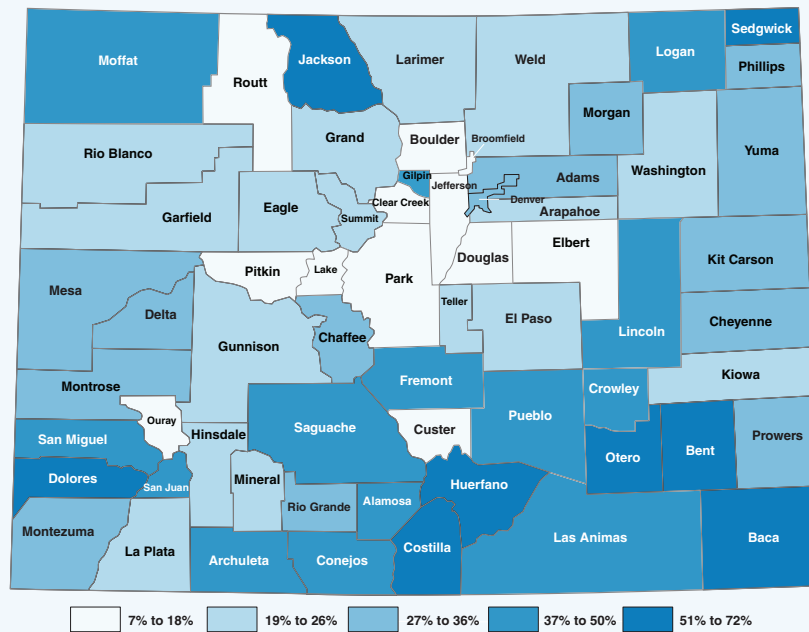 Sedgwick
Moffat
Jackson
Larimer
Weld
Logan
Phillips
Routt
Morgan
Grand
Boulder
Broomfield
Rio Blanco
Yuma
Gilpin
Jefferson
Adams
Washington
Clear Creek
Denver
Eagle
Summit
Arapahoe
Garfield
Elbert
Douglas
Kit Carson
Pitkin
Lake
Park
Mesa
Delta
Teller
El Paso
Lincoln
Cheyenne
Chaffee
Gunnison
Kiowa
Fremont
Montrose
Crowley
Pueblo
Ouray
Saguache
Custer
Hinsdale
Prowers
San Miguel
Bent
Otero
Dolores
Mineral
Huerfano
San Juan
Alamosa
Rio Grande
Montezuma
Las Animas
Baca
Costilla
La Plata
Archuleta
Conejos
7% to 18%
19% to 26%
27% to 36%
37% to 50%
51% to 72%